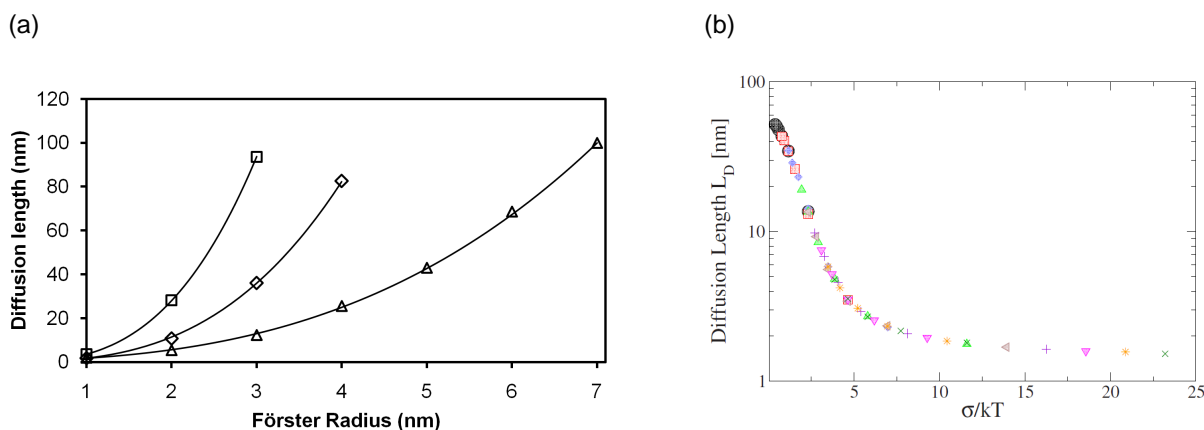 (a)
(b)
Diffusion length (nm)
120
100
80
60
40
20
0
1 2 3 4 5 6 7
Förster Radius (nm)
Diffusion Length L_D [nm]
100
10
1
5 10 15 20 25
σ/kT